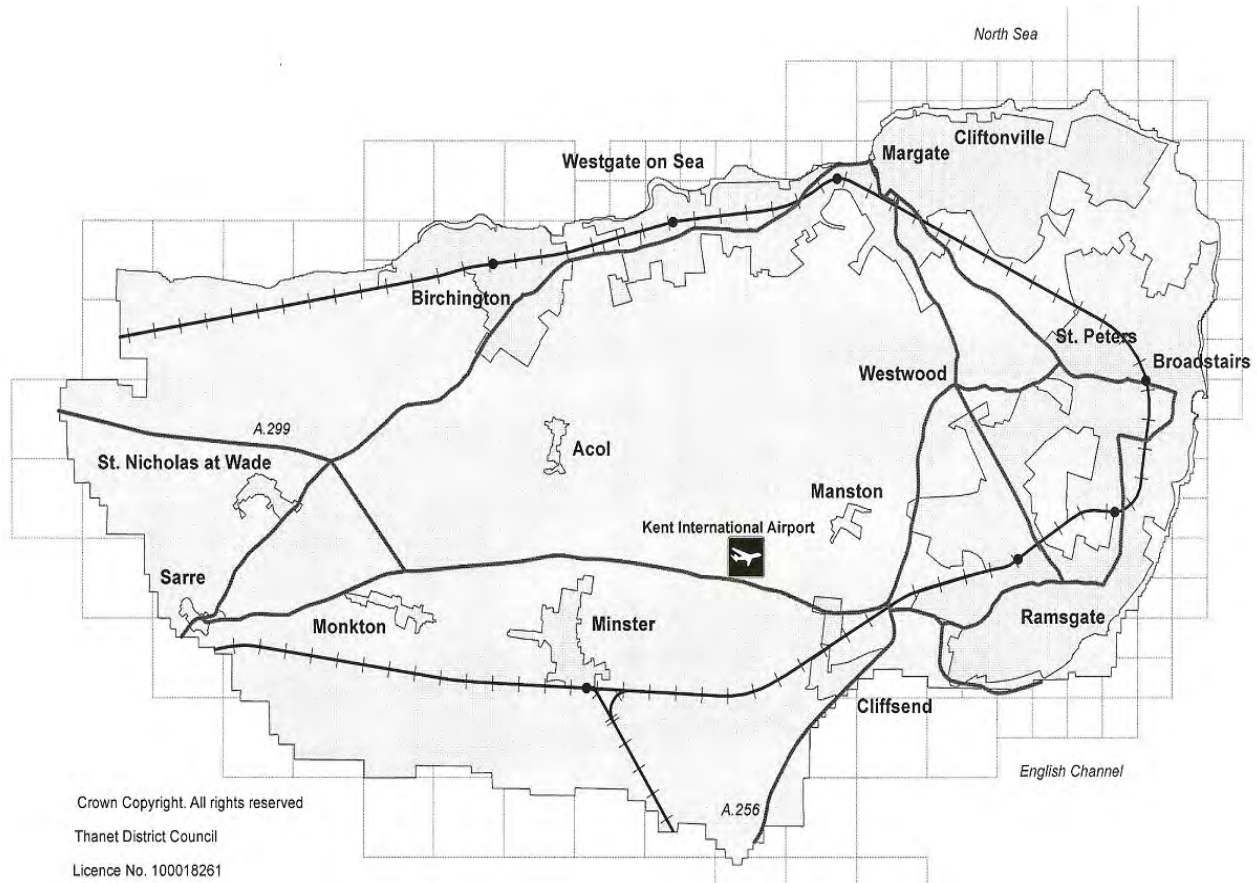 North Sea
Cliftonville
Margate
Westgate on Sea
Birchington
St. Peters
Broadstairs
Westwood
A.299
St. Nicholas at Wade
Acol
Manston
Kent International Airport
Sarre
Monkton
Minster
Ramsgate
Cliffsend
English Channel
A.256
Crown Copyright. All rights reserved
Thanet District Council
Licence No. 100018261